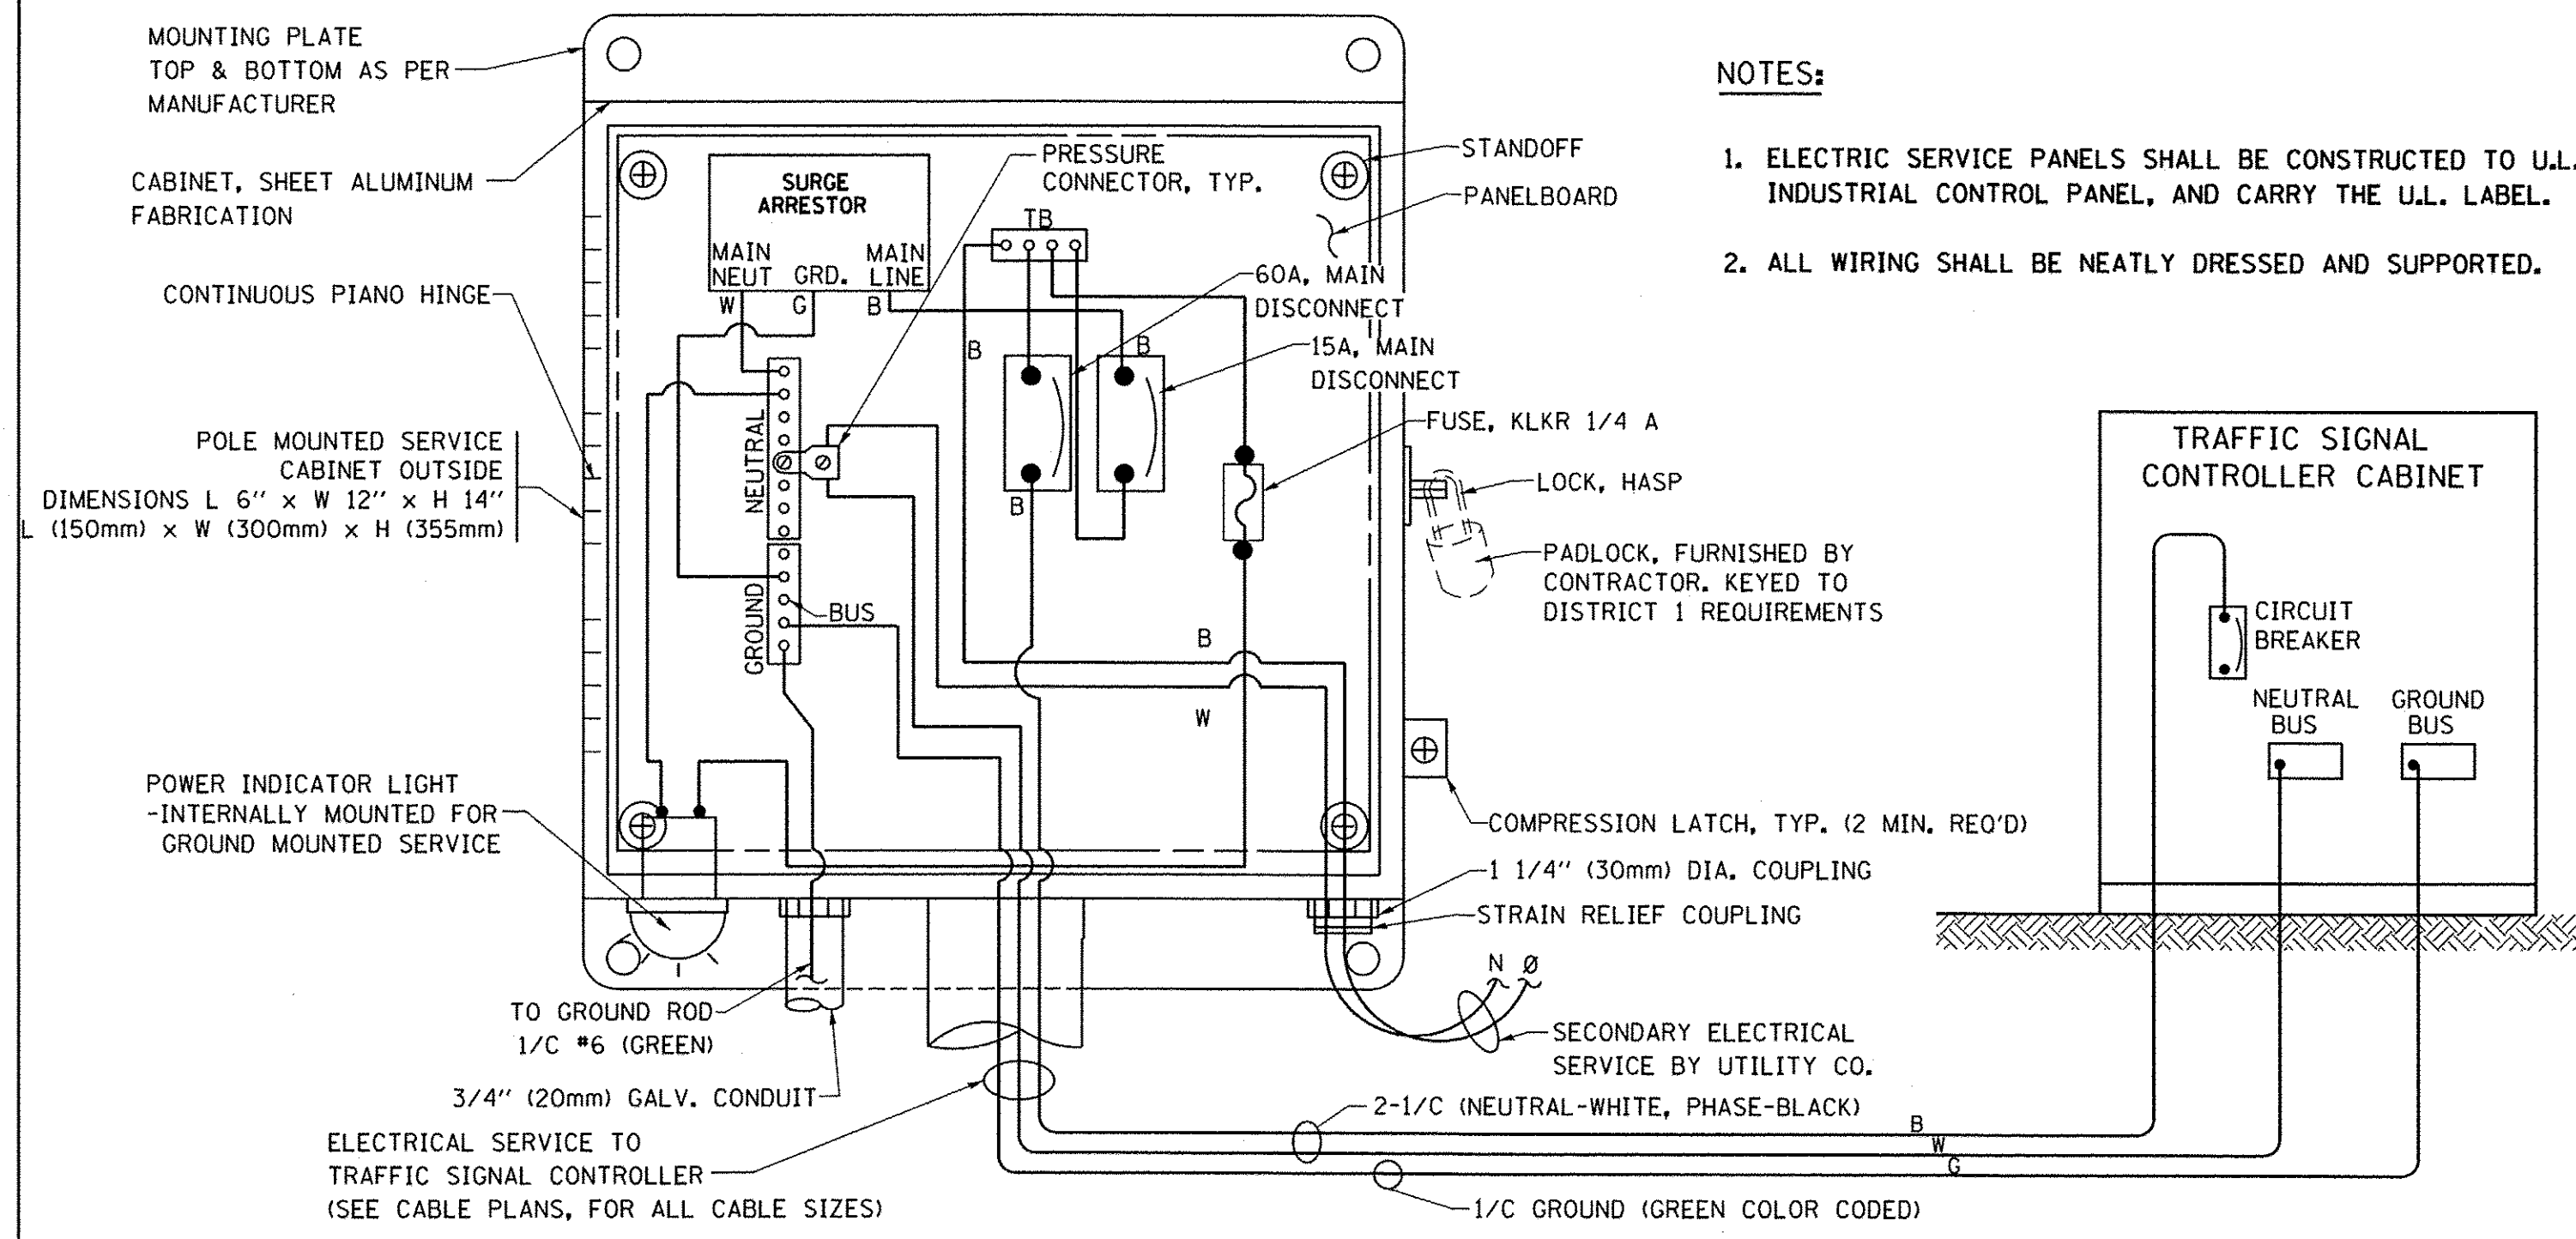 MOUNTING PLATE
TOP & BOTTOM AS PER
MANUFACTURER
CABINET, SHEET ALUMINUM
FABRICATION
CONTINUOUS PIANO HINGE
POLE MOUNTED SERVICE
CABINET OUTSIDE
DIMENSIONS L 6" x W 12" x H 14"
L (150mm) x W (300mm) x H (355mm)
POWER INDICATOR LIGHT
-INTERNALLY MOUNTED FOR
GROUND MOUNTED SERVICE
SURGE
ARRESTOR
MAIN
NEUT
GRD.
MAIN
LINE
W
G
B
PRESSURE
CONNECTOR, TYP.
TB
60A, MAIN
DISCONNECT
15A, MAIN
DISCONNECT
B
B
B
NEUTRAL
GROUND
BUS
B
W
STANDOFF
PANELBOARD
FUSE, KLKR 1/4 A
LOCK, HASP
PADLOCK, FURNISHED BY
CONTRACTOR. KEYED TO
DISTRICT 1 REQUIREMENTS
COMPRESSION LATCH, TYP. (2 MIN. REQ'D)
1 1/4" (30mm) DIA. COUPLING
STRAIN RELIEF COUPLING
N Ø
SECONDARY ELECTRICAL
SERVICE BY UTILITY CO.
TO GROUND ROD
1/C #6 (GREEN)
3/4" (20mm) GALV. CONDUIT
ELECTRICAL SERVICE TO
TRAFFIC SIGNAL CONTROLLER
(SEE CABLE PLANS, FOR ALL CABLE SIZES)
2-1/C (NEUTRAL-WHITE, PHASE-BLACK)
B
W
G
1/C GROUND (GREEN COLOR CODED)
NOTES:
1. ELECTRIC SERVICE PANELS SHALL BE CONSTRUCTED TO U.L.
INDUSTRIAL CONTROL PANEL, AND CARRY THE U.L. LABEL.
2. ALL WIRING SHALL BE NEATLY DRESSED AND SUPPORTED.
TRAFFIC SIGNAL
CONTROLLER CABINET
CIRCUIT
BREAKER
NEUTRAL
BUS
GROUND
BUS